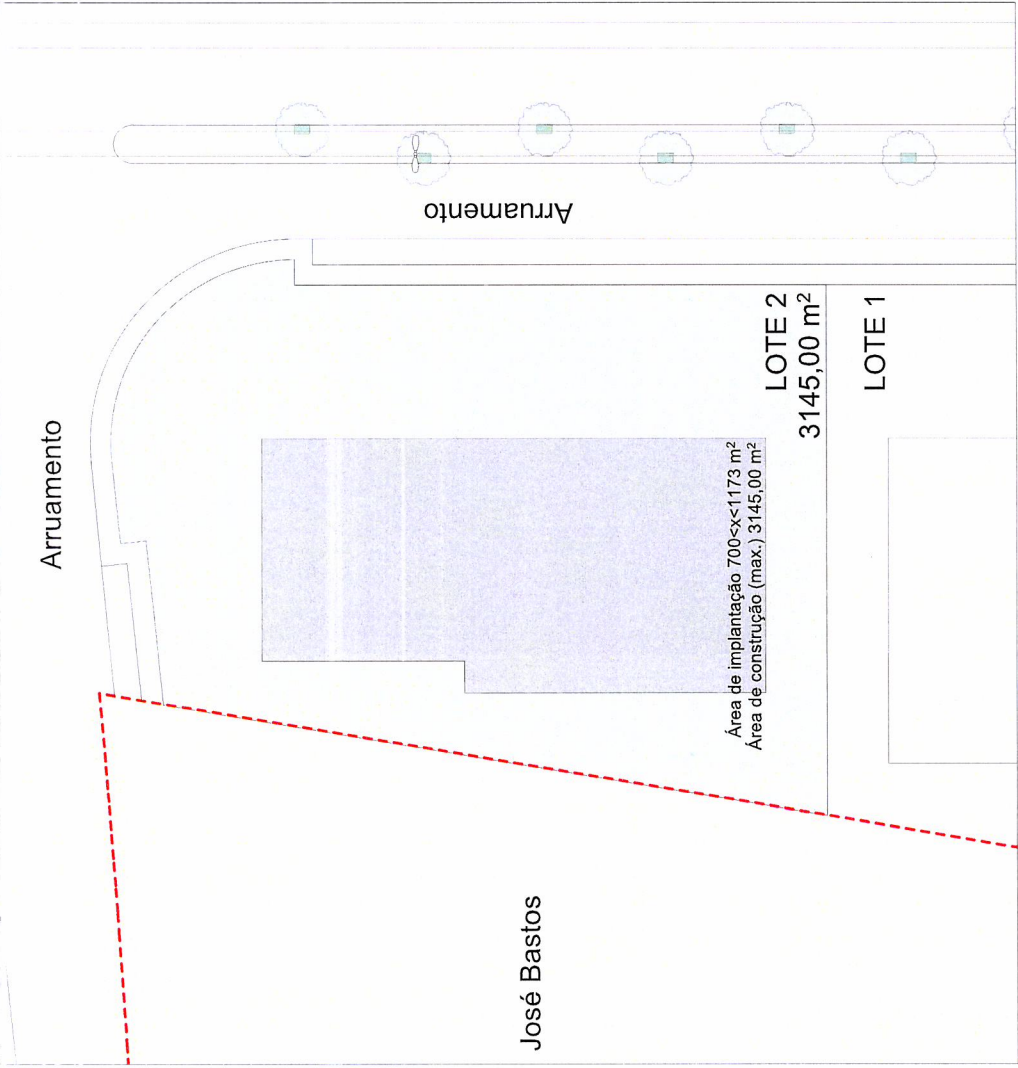 Arruamento
Arruamento
LOTE 2
3145,00 m²
LOTE 1
Área de implantação 700<x<1173 m²
Área de construção (max.) 3145,00 m²
José Bastos